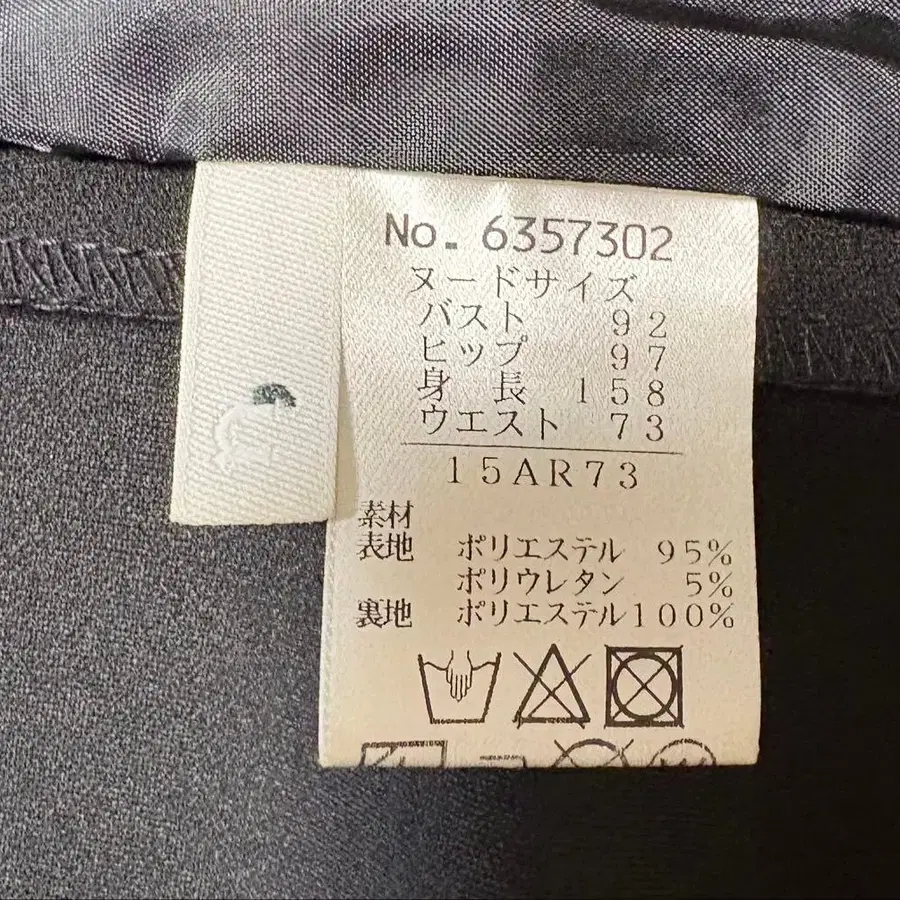 No. 6357302
ヌードサイズ
バスト 92
ヒップ 97
身長 158
ウエスト 73
15AR73
素材
表地 ポリエステル 95%
ポリウレタン 5%
裏地 ポリエステル100%